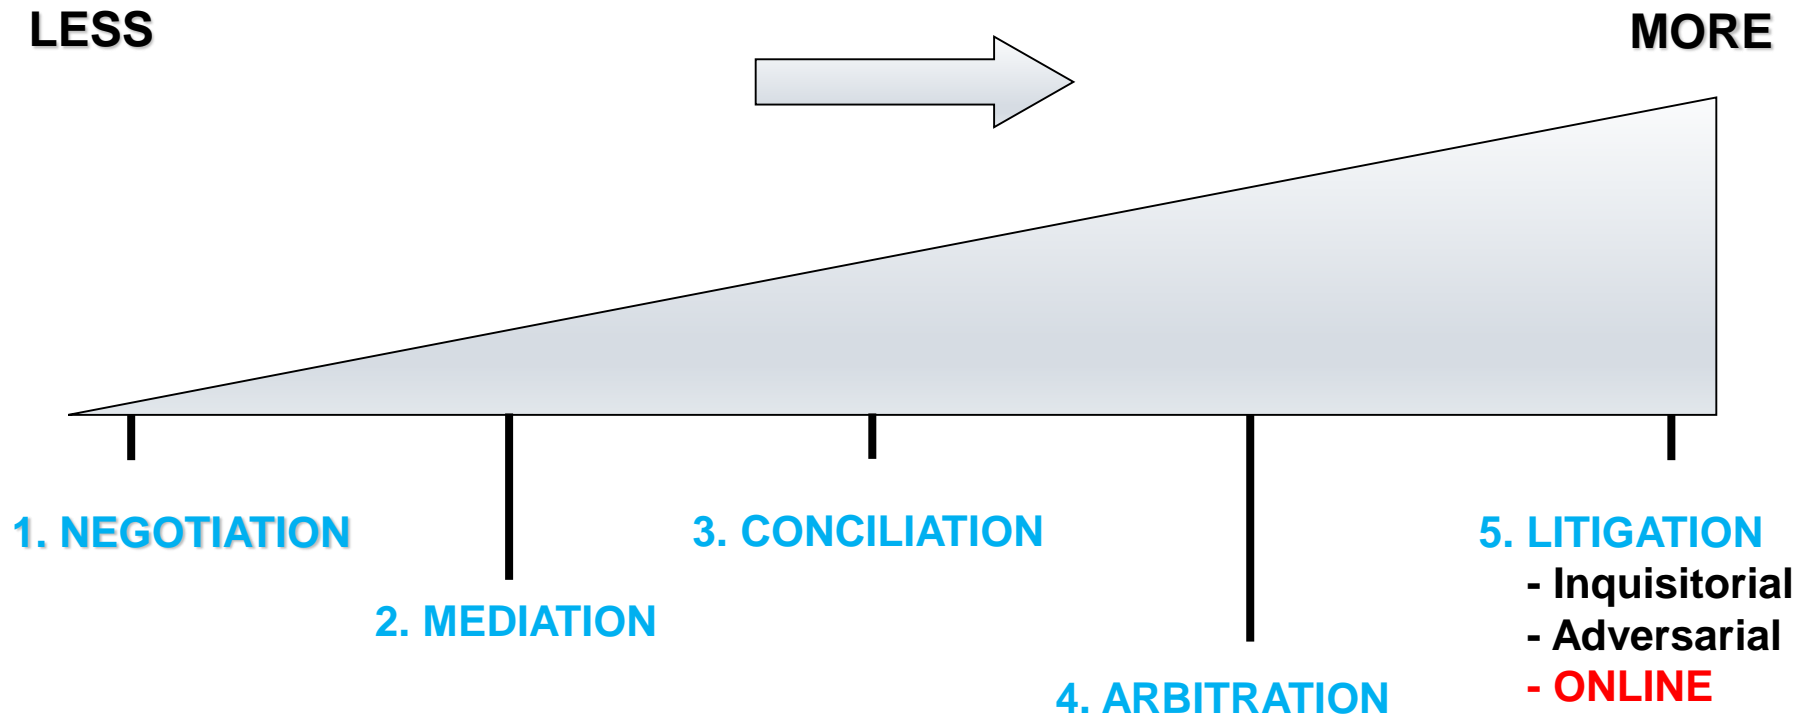 LESS
MORE
1. NEGOTIATION
2. MEDIATION
3. CONCILIATION
4. ARBITRATION
5. LITIGATION
- Inquisitorial
- Adversarial
- ONLINE